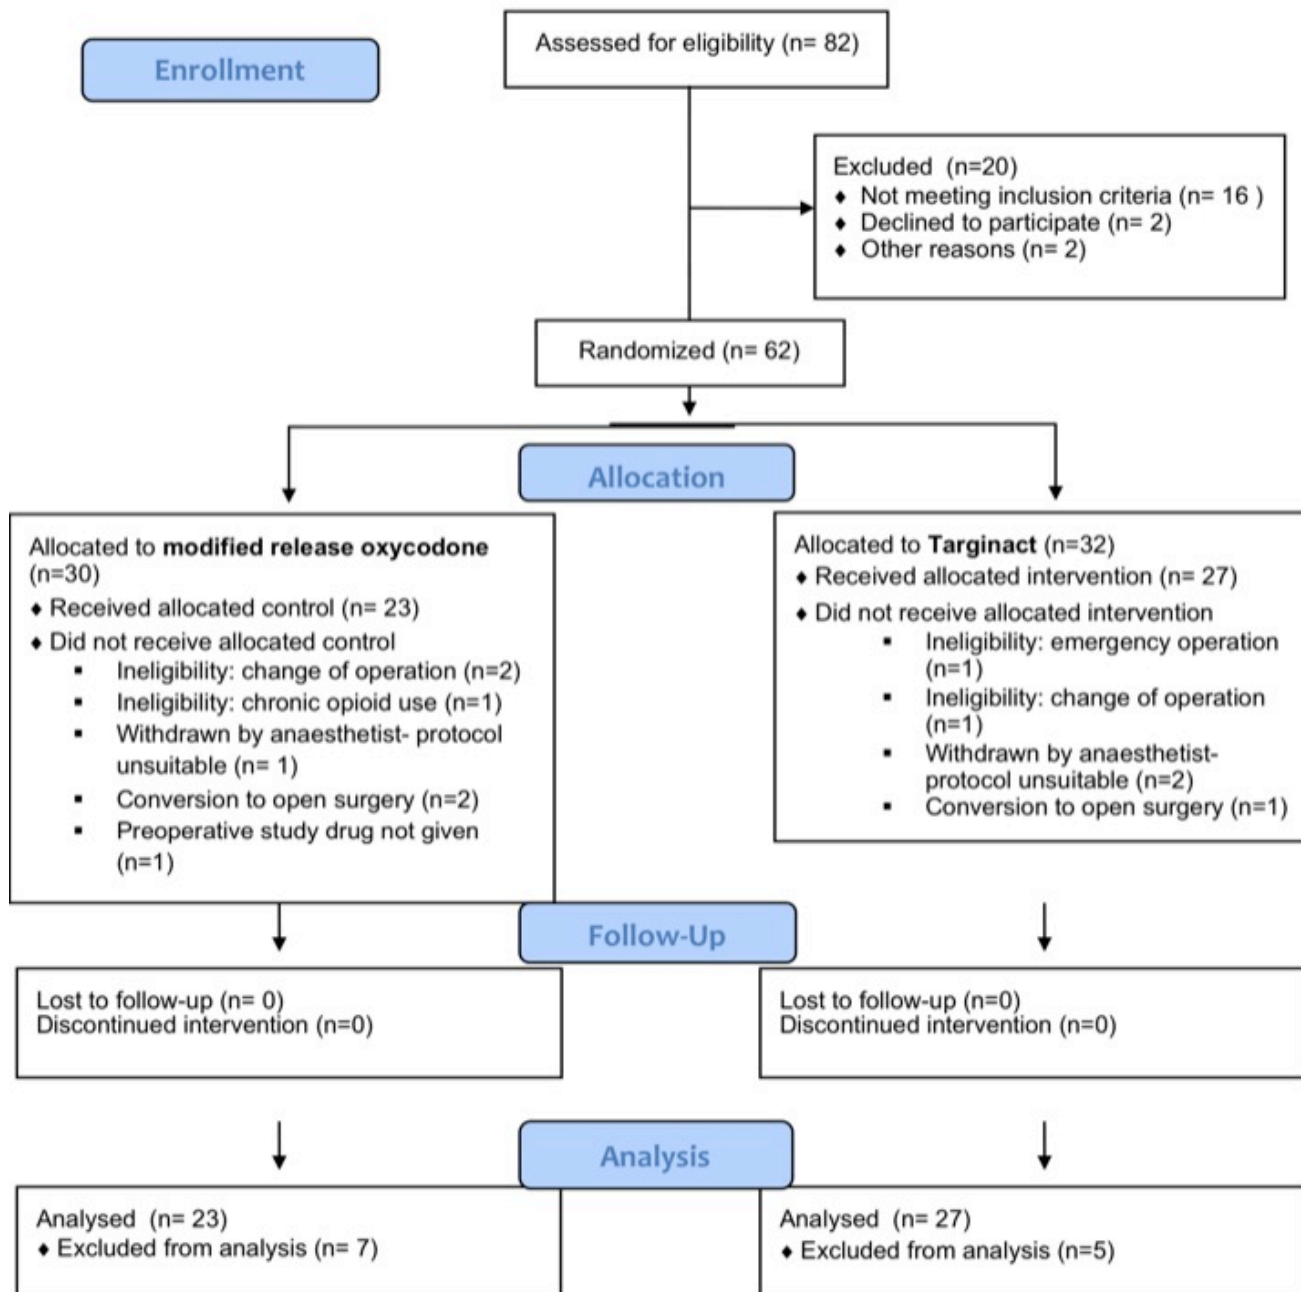 Enrollment
Assessed for eligibility (n= 82)
Excluded  (n=20)
♦ Not meeting inclusion criteria (n= 16 )
♦ Declined to participate (n= 2)
♦ Other reasons (n= 2)
Randomized (n= 62)
Allocation
Allocated to modified release oxycodone
(n=30)
♦ Received allocated control (n= 23)
♦ Did not receive allocated control
▪ Ineligibility: change of operation (n=2)
▪ Ineligibility: chronic opioid use (n=1)
▪ Withdrawn by anaesthetist- protocol
unsuitable (n= 1)
▪ Conversion to open surgery (n=2)
▪ Preoperative study drug not given
(n=1)
Allocated to Targinact (n=32)
♦ Received allocated intervention (n= 27)
♦ Did not receive allocated intervention
▪ Ineligibility: emergency operation
(n=1)
▪ Ineligibility: change of operation
(n=1)
▪ Withdrawn by anaesthetist-
protocol unsuitable (n=2)
▪ Conversion to open surgery (n=1)
Follow-Up
Lost to follow-up (n= 0)
Discontinued intervention (n=0)
Lost to follow-up (n=0)
Discontinued intervention (n=0)
Analysis
Analysed  (n= 23)
♦ Excluded from analysis (n= 7)
Analysed  (n= 27)
♦ Excluded from analysis (n=5)